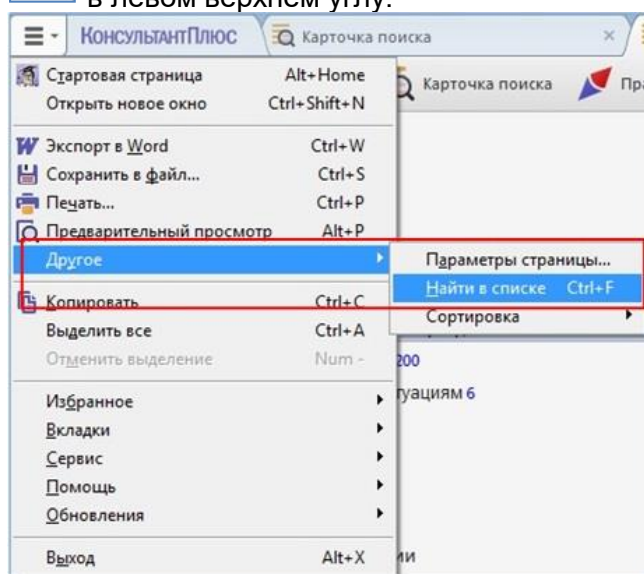 в левом верхнем углу:
КонсультантПлюс Карточка поиска
Стартовая страница Alt+Home
Карточка поиска
Открыть новое окно Ctrl+Shift+N
Экспорт в Word Ctrl+W
Сохранить в файл... Ctrl+S
Печать... Ctrl+P
Предварительный просмотр Alt+P
Другое Параметры страницы...
Найти в списке Ctrl+F
Копировать Ctrl+C
Сортировка
Выделить все Ctrl+A
Отменить выделение Num -
200
Избранное
6
Вкладки
Сервис
Помощь
Обновления
Выход Alt+X